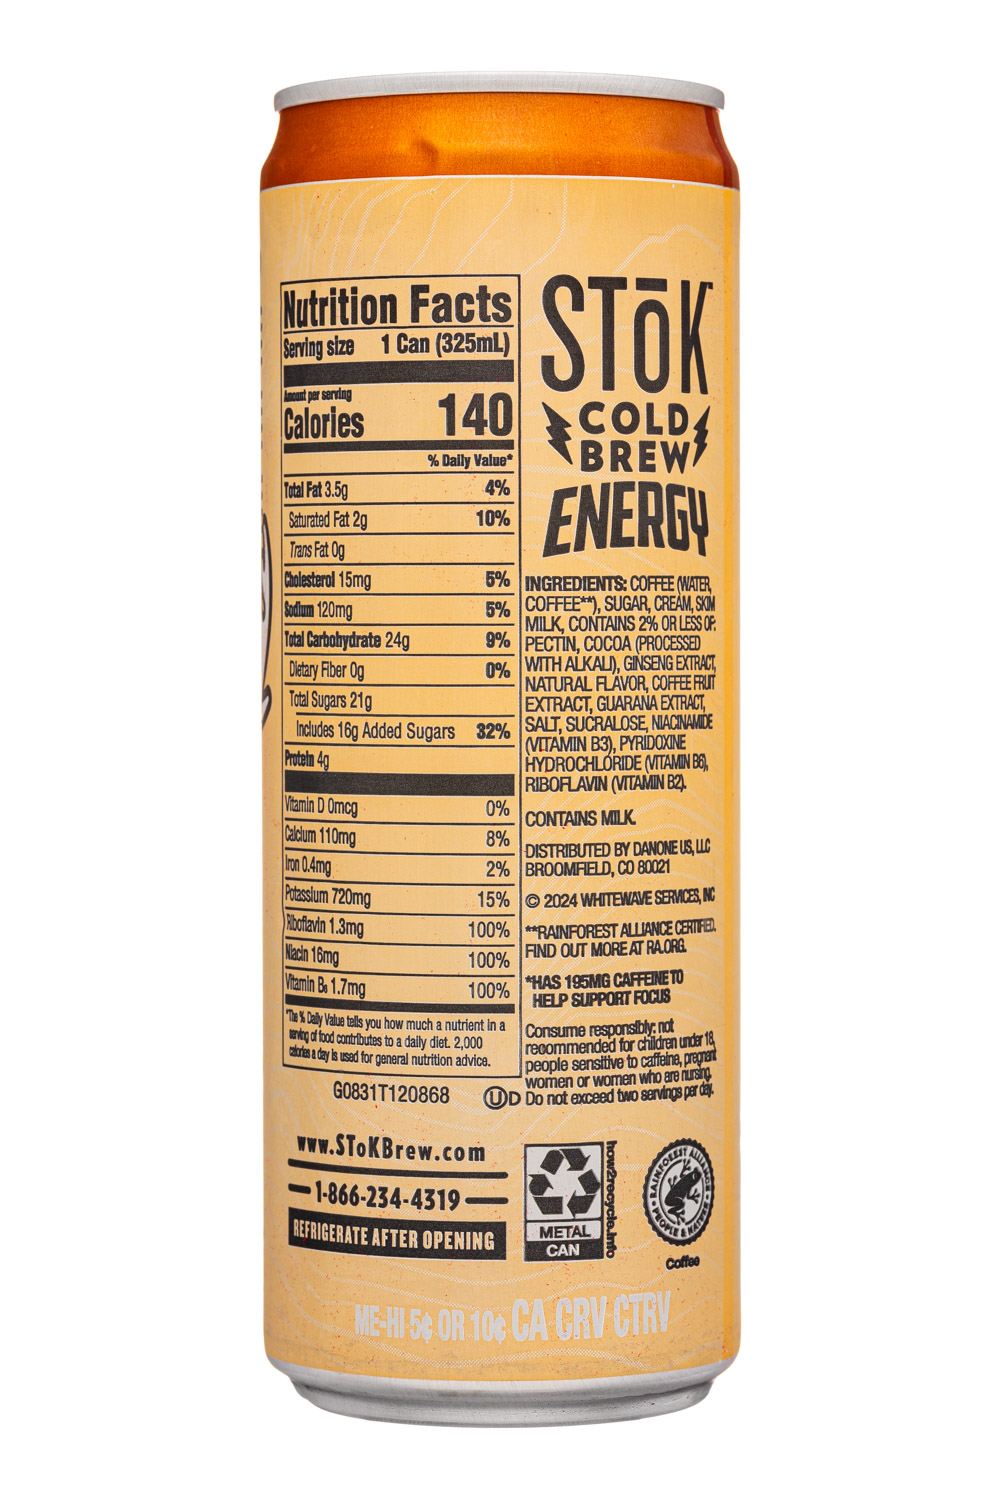 Nutrition Facts
Serving size 1 Can (325mL)
Amount per serving
Calories 140
% Daily Value*
Total Fat 3.5g 4%
Saturated Fat 2g 10%
Trans Fat 0g
Cholesterol 15mg 5%
Sodium 120mg 5%
Total Carbohydrate 24g 9%
Dietary Fiber 0g 0%
Total Sugars 21g
Includes 16g Added Sugars 32%
Protein 4g
Vitamin D 0mcg 0%
Calcium 110mg 8%
Iron 0.4mg 2%
Potassium 720mg 15%
Riboflavin 1.3mg 100%
Niacin 16mg 100%
Vitamin B₆ 1.7mg 100%
*The % Daily Value tells you how much a nutrient in a
serving of food contributes to a daily diet. 2,000
calories a day is used for general nutrition advice.
G0831T120868
UD
www.SToKBrew.com
1-866-234-4319
REFRIGERATE AFTER OPENING
STōK™
COLD
BREW
ENERGY
INGREDIENTS: COFFEE (WATER,
COFFEE**), SUGAR, CREAM, SKIM
MILK, CONTAINS 2% OR LESS OF:
PECTIN, COCOA (PROCESSED
WITH ALKALI), GINSENG EXTRACT,
NATURAL FLAVOR, COFFEE FRUIT
EXTRACT, GUARANA EXTRACT,
SALT, SUCRALOSE, NIACINAMIDE
(VITAMIN B3), PYRIDOXINE
HYDROCHLORIDE (VITAMIN B6),
RIBOFLAVIN (VITAMIN B2).
CONTAINS MILK.
DISTRIBUTED BY DANONE US, LLC
BROOMFIELD, CO 80021
© 2024 WHITEWAVE SERVICES, INC
**RAINFOREST ALLIANCE CERTIFIED.
FIND OUT MORE AT RA.ORG.
*HAS 195MG CAFFEINE TO
HELP SUPPORT FOCUS
Consume responsibly: not
recommended for children under 18,
people sensitive to caffeine, pregnant
women or women who are nursing.
Do not exceed two servings per day.
METAL
CAN
how2recycle.info
RAINFOREST ALLIANCE
PEOPLE & NATURE
Coffee
ME-HI 5¢ OR 10¢ CA CRV CTRV